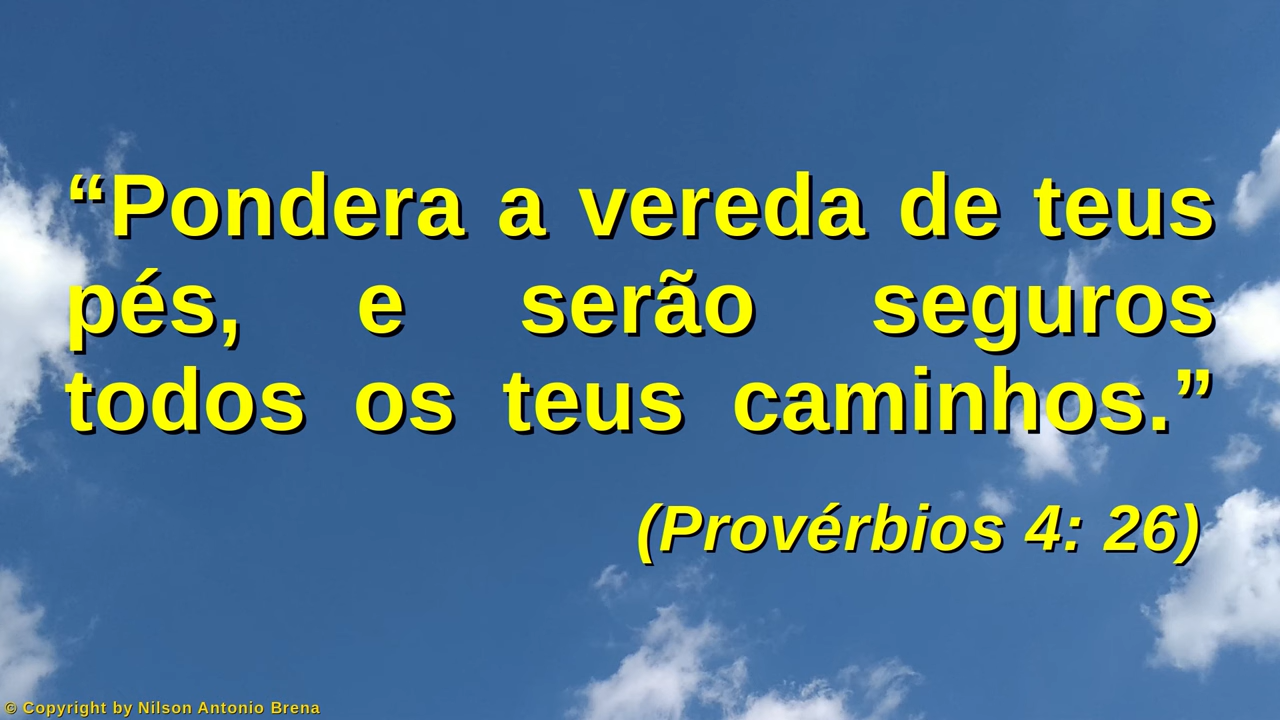 “Pondera a vereda de teus
pés, e serão seguros
todos os teus caminhos.”
(Provérbios 4: 26)
© Copyright by Nilson Antonio Brena